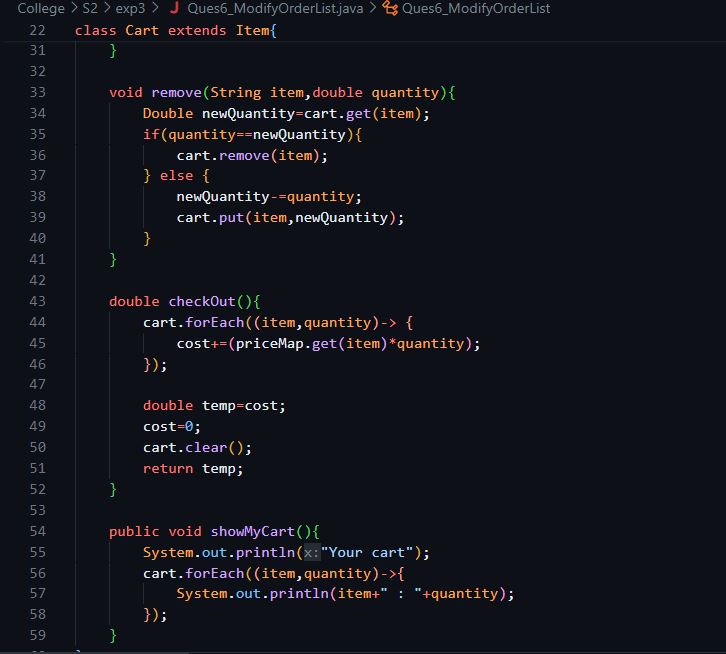 College > S2 > exp3 > J Ques6_ModifyOrderList.java > Ques6_ModifyOrderList
22 class Cart extends Item{
31 }
32
33 void remove(String item,double quantity){
34 Double newQuantity=cart.get(item);
35 if(quantity==newQuantity){
36 cart.remove(item);
37 } else {
38 newQuantity-=quantity;
39 cart.put(item,newQuantity);
40 }
41 }
42
43 double checkOut(){
44 cart.forEach((item,quantity)-> {
45 cost+=(priceMap.get(item)*quantity);
46 });
47
48 double temp=cost;
49 cost=0;
50 cart.clear();
51 return temp;
52 }
53
54 public void showMyCart(){
55 System.out.println(x:"Your cart");
56 cart.forEach((item,quantity)->{
57 System.out.println(item+" : "+quantity);
58 });
59 }